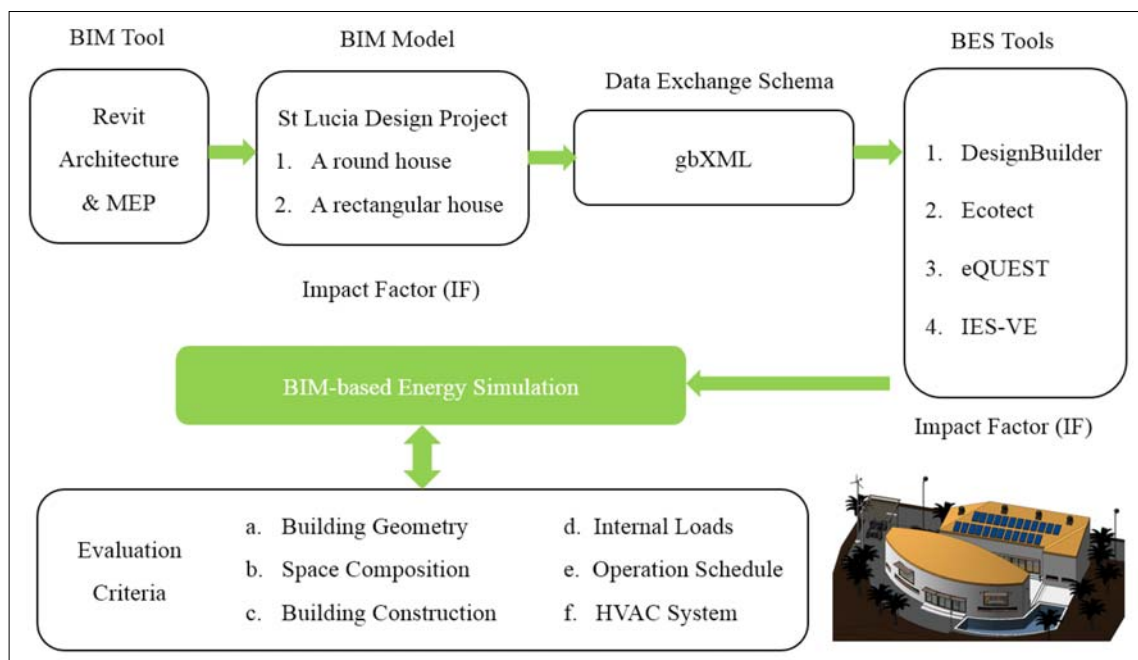 BIM Tool
Revit
Architecture
& MEP
BIM Model
St Lucia Design Project
1. A round house
2. A rectangular house
Impact Factor (IF)
Data Exchange Schema
gbXML
BES Tools
1. DesignBuilder
2. Ecotect
3. eQUEST
4. IES-VE
Impact Factor (IF)
BIM-based Energy Simulation
Evaluation
Criteria
a. Building Geometry
b. Space Composition
c. Building Construction
d. Internal Loads
e. Operation Schedule
f. HVAC System